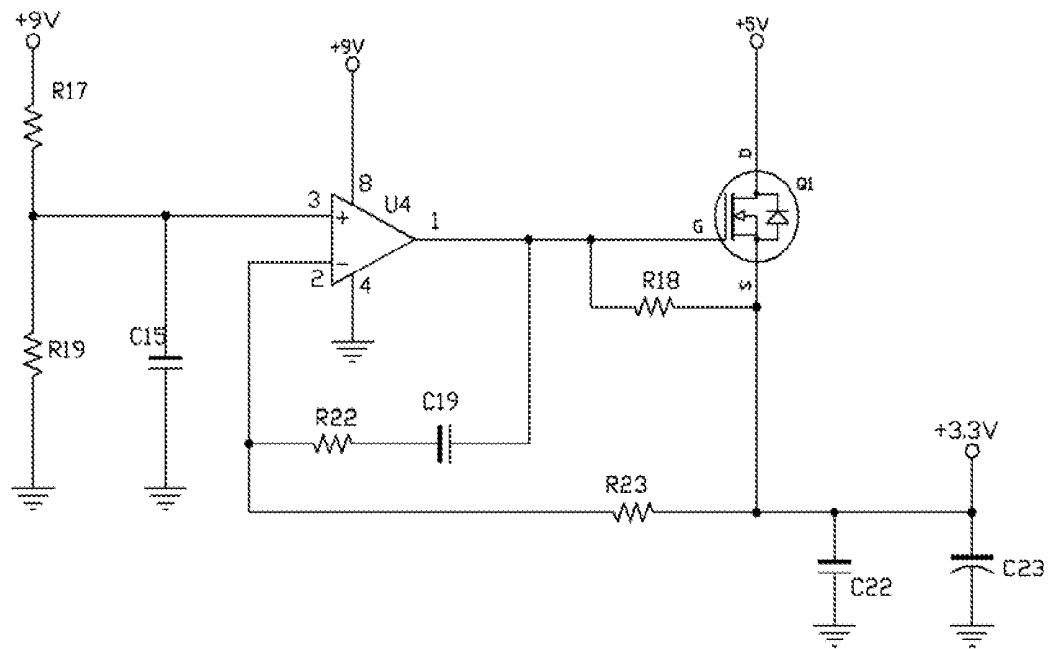 +9V
+9V
+5V
R17
D
Q1
8
3
U4
+
1
G
−
2
4
S
R18
C15
R19
C19
R22
+3.3V
R23
C23
C22